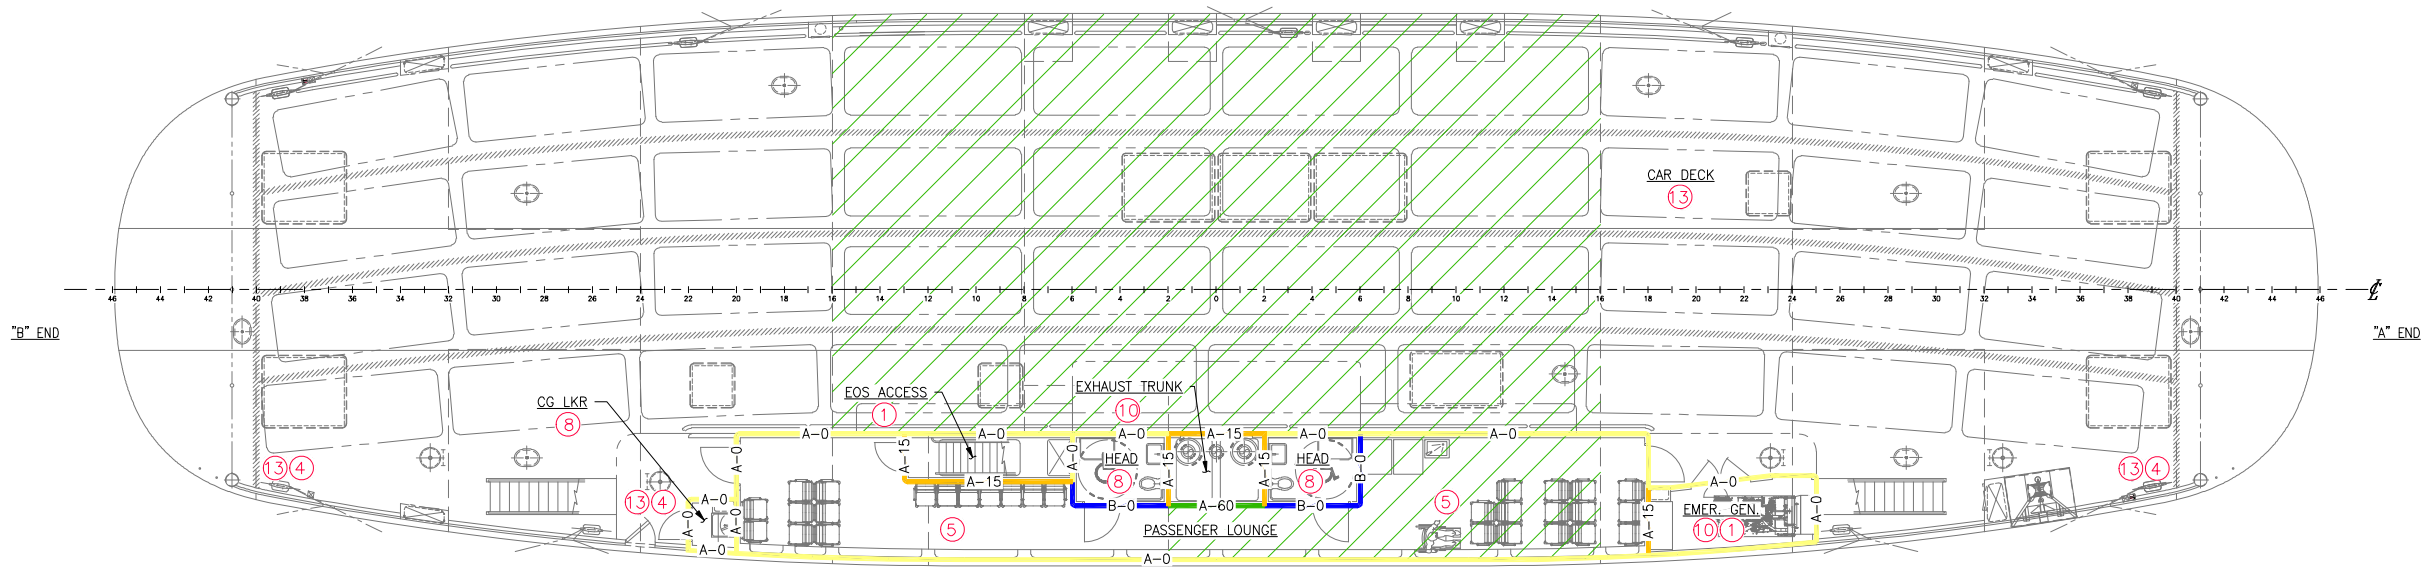 CAR DECK
13
46 44 42 40 38 36 34 32 30 28 26 24 22 20 18 16 14 12 10 8 6 4 2 0 2 4 6 8 10 12 14 16 18 20 22 24 26 28 30 32 34 36 38 40 42 44 46
"B" END
"A" END
EOS ACCESS
1
EXHAUST TRUNK
10
CG LKR
8
A-0 A-0 A-0 A-15 A-0 A-0
A-0 A-15 A-0 A-15 A-15 B-0
HEAD HEAD
8 8
13 4
13 4
A-15
A-0
13 4
A-0
A-0 A-0
A-0
B-0 A-60 B-0
5
5
PASSENGER LOUNGE
A-15
EMER. GEN.
10 1
A-0
A-0